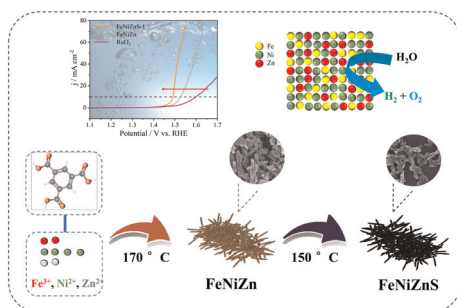 FeNiZnS-1
FeNiZn
RuO₂
j / mA cm⁻²
80
60
40
20
0
1.1 1.2 1.3 1.4 1.5 1.6 1.7
Potential / V vs. RHE
Fe
Ni
Zn
H₂O
H₂ + O₂
Fe³⁺, Ni²⁺, Zn²⁺
170 ° C
FeNiZn
150 ° C
FeNiZnS